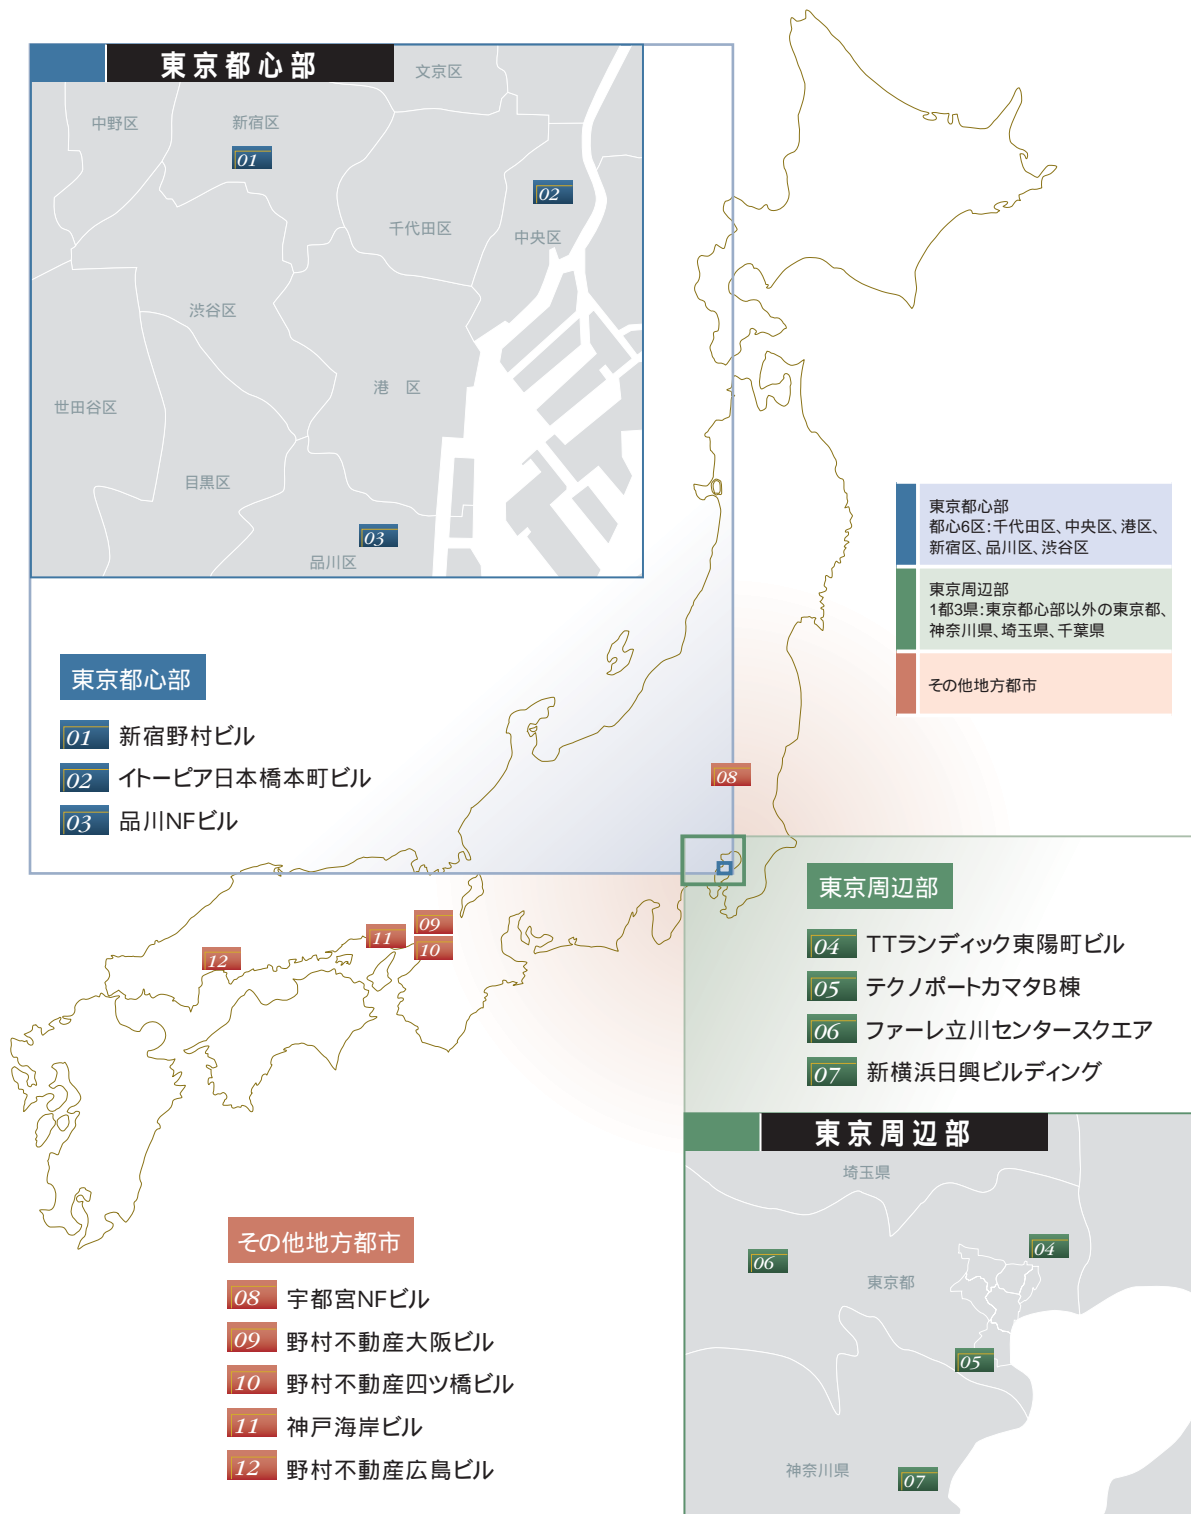 東京都心部
文京区
中野区
新宿区
01
02
千代田区
中央区
渋谷区
港 区
世田谷区
目黒区
03
品川区
東京都心部
都心6区:千代田区、中央区、港区、
新宿区、品川区、渋谷区
東京周辺部
1都3県:東京都心部以外の東京都、
神奈川県、埼玉県、千葉県
その他地方都市
東京都心部
01 新宿野村ビル
02 イトーピア日本橋本町ビル
03 品川NFビル
08
09
10
11
12
東京周辺部
04 TTランディック東陽町ビル
05 テクノポートカマタB棟
06 ファーレ立川センタースクエア
07 新横浜日興ビルディング
東京周辺部
埼玉県
04
06
東京都
05
神奈川県
07
その他地方都市
08 宇都宮NFビル
09 野村不動産大阪ビル
10 野村不動産四ツ橋ビル
11 神戸海岸ビル
12 野村不動産広島ビル